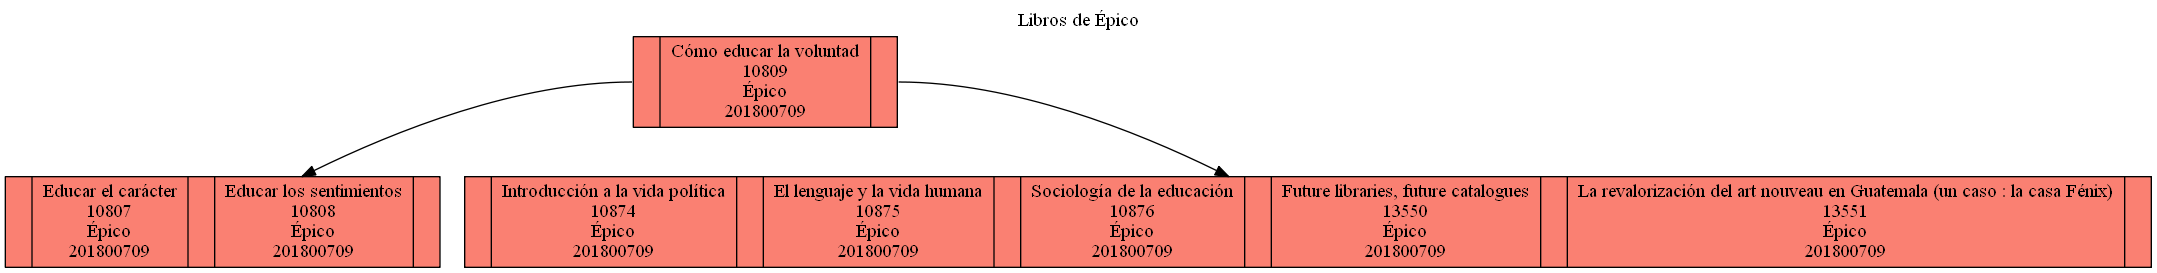 Libros de Épico
Cómo educar la voluntad
10809
Épico
201800709
Educar el carácter
10807
Épico
201800709
Educar los sentimientos
10808
Épico
201800709
Introducción a la vida política
10874
Épico
201800709
El lenguaje y la vida humana
10875
Épico
201800709
Sociología de la educación
10876
Épico
201800709
Future libraries, future catalogues
13550
Épico
201800709
La revalorización del art nouveau en Guatemala (un caso : la casa Fénix)
13551
Épico
201800709